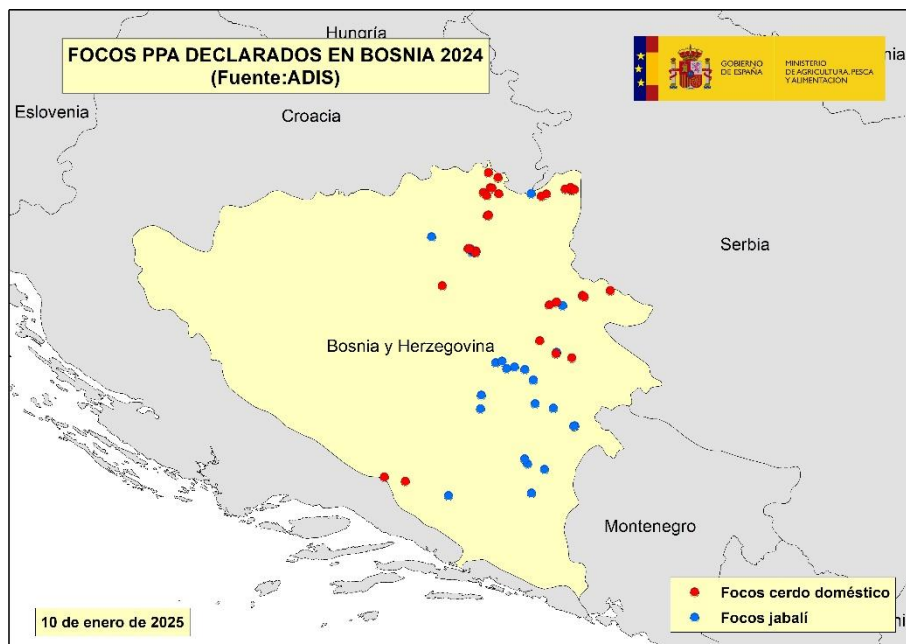 Hungría
FOCOS PPA DECLARADOS EN BOSNIA 2024
(Fuente:ADIS)
GOBIERNO
DE ESPAÑA
MINISTERIO
DE AGRICULTURA, PESCA
Y ALIMENTACIÓN
Eslovenia
Croacia
Serbia
Bosnia y Herzegovina
Montenegro
Focos cerdo doméstico
Focos jabalí
10 de enero de 2025